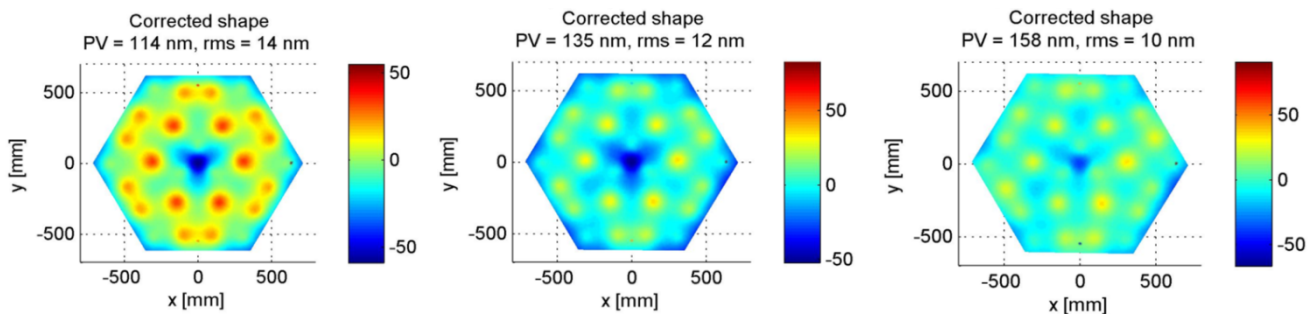 Corrected shape
PV = 114 nm, rms = 14 nm
500
0
-500
y [mm]
-500 0 500
x [mm]
50
0
-50
Corrected shape
PV = 135 nm, rms = 12 nm
500
0
-500
y [mm]
-500 0 500
x [mm]
50
0
-50
Corrected shape
PV = 158 nm, rms = 10 nm
500
0
-500
y [mm]
-500 0 500
x [mm]
50
0
-50